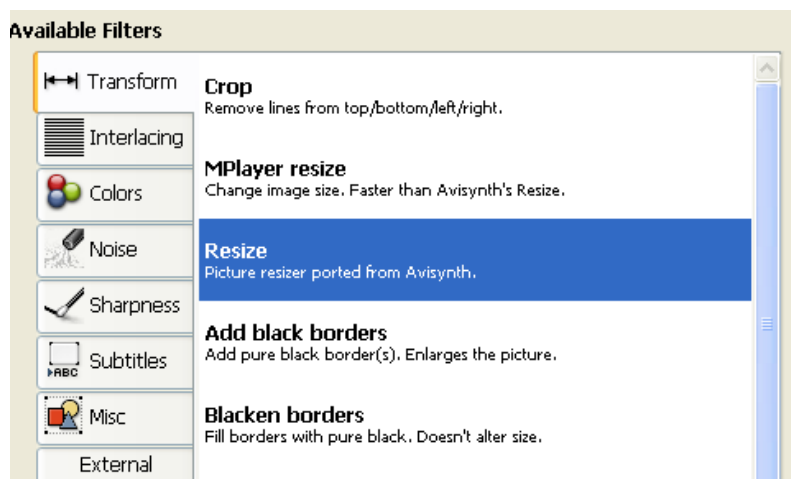 Available Filters
Transform
Interlacing
Colors
Noise
Sharpness
Subtitles
ABC
Misc
External
Crop
Remove lines from top/bottom/left/right.
MPlayer resize
Change image size. Faster than Avisynth's Resize.
Resize
Picture resizer ported from Avisynth.
Add black borders
Add pure black border(s). Enlarges the picture.
Blacken borders
Fill borders with pure black. Doesn't alter size.